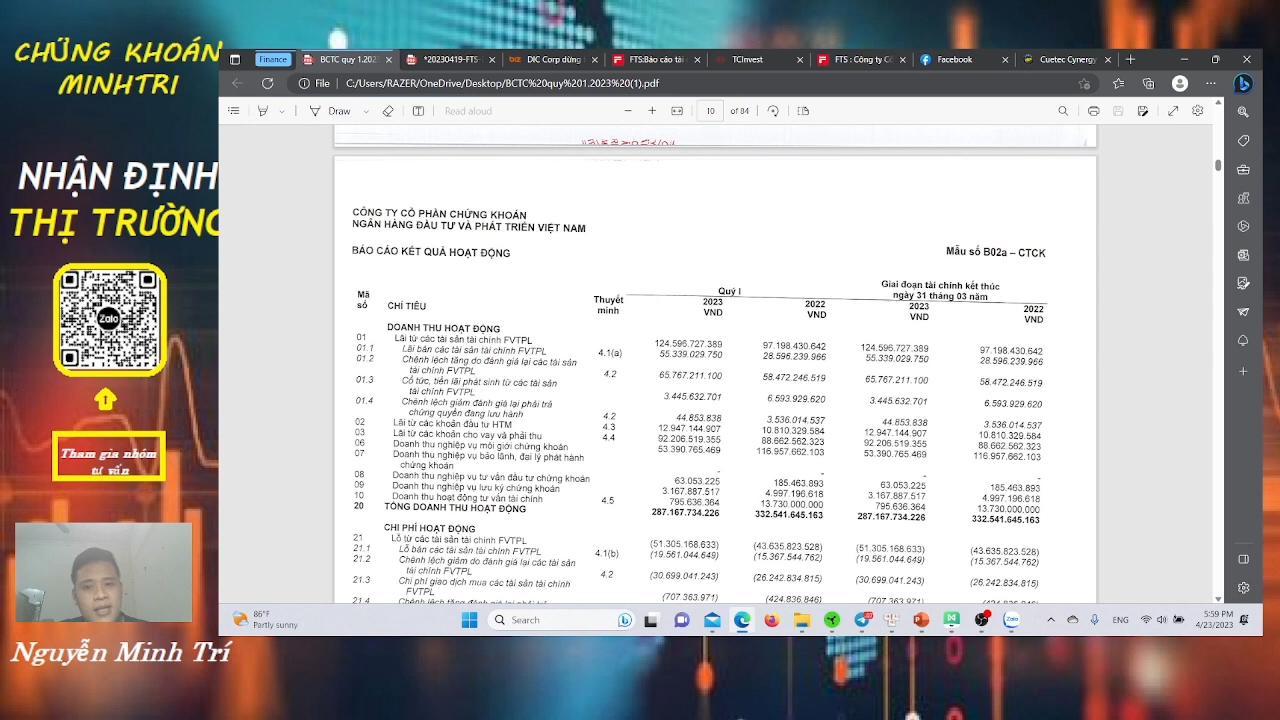 CHỨNG KHOÁN
MINHTRI
NHẬN ĐỊNH
THỊ TRƯỜNG
Zalo
Tham gia nhóm
tư vấn
Nguyễn Minh Trí
Finance
BCTC quy 1.202
*20230419-FTS-
DIC Corp dừng
FTS:Báo cáo tài
TCInvest
FTS : Công ty C
Facebook
Cuetec Cynergy
File
C:/Users/RAZER/OneDrive/Desktop/BCTC%20quy%201.2023%20(1).pdf
Draw
Read aloud
10 of 84
CÔNG TY CỔ PHẦN CHỨNG KHOÁN
NGÂN HÀNG ĐẦU TƯ VÀ PHÁT TRIỂN VIỆT NAM
BÁO CÁO KẾT QUẢ HOẠT ĐỘNG
Mẫu số B02a – CTCK
Mã số CHỈ TIÊU Thuyết minh Quý I 2023 VND 2022 VND Giai đoạn tài chính kết thúc ngày 31 tháng 03 năm 2023 VND 2022 VND
DOANH THU HOẠT ĐỘNG
01 Lãi từ các tài sản tài chính FVTPL 124.596.727.389 97.198.430.642 124.596.727.389 97.198.430.642
01.1 Lãi bán các tài sản tài chính FVTPL 4.1(a) 55.339.029.750 28.596.239.966 55.339.029.750 28.596.239.966
01.2 Chênh lệch tăng do đánh giá lại các tài sản
tài chính FVTPL 4.2 65.767.211.100 58.472.246.519 65.767.211.100 58.472.246.519
01.3 Cổ tức, tiền lãi phát sinh từ các tài sản
tài chính FVTPL 3.445.632.701 6.593.929.620 3.445.632.701 6.593.929.620
01.4 Chênh lệch giảm đánh giá lại phải trả
chứng quyền đang lưu hành 4.2 44.853.838 3.536.014.537 44.853.838 3.536.014.537
02 Lãi từ các khoản đầu tư HTM 4.3 12.947.144.907 10.810.329.584 12.947.144.907 10.810.329.584
03 Lãi từ các khoản cho vay và phải thu 4.4 92.206.519.355 88.662.562.323 92.206.519.355 88.662.562.323
06 Doanh thu nghiệp vụ môi giới chứng khoán 53.390.765.469 116.957.662.103 53.390.765.469 116.957.662.103
07 Doanh thu nghiệp vụ bảo lãnh, đại lý phát hành
chứng khoán - - - -
08 Doanh thu nghiệp vụ tư vấn đầu tư chứng khoán 63.053.225 185.463.893 63.053.225 185.463.893
09 Doanh thu nghiệp vụ lưu ký chứng khoán 3.167.887.517 4.997.196.618 3.167.887.517 4.997.196.618
10 Doanh thu hoạt động tư vấn tài chính 4.5 795.636.364 13.730.000.000 795.636.364 13.730.000.000
20 TỔNG DOANH THU HOẠT ĐỘNG 287.167.734.226 332.541.645.163 287.167.734.226 332.541.645.163
CHI PHÍ HOẠT ĐỘNG
21 Lỗ từ các tài sản tài chính FVTPL (51.305.168.633) (43.635.823.528) (51.305.168.633) (43.635.823.528)
21.1 Lỗ bán các tài sản tài chính FVTPL 4.1(b) (19.561.044.649) (15.367.544.762) (19.561.044.649) (15.367.544.762)
21.2 Chênh lệch giảm do đánh giá lại các tài sản
tài chính FVTPL 4.2 (30.699.041.243) (26.242.834.815) (30.699.041.243) (26.242.834.815)
21.3 Chi phí giao dịch mua các tài sản tài chính
FVTPL (707.363.971) (424.836.846) (707.363.971) (424.836.846)
21.4 Chênh lệch tăng đánh giá lại phải trả
86°F
Partly sunny
Search
ENG
5:59 PM
4/23/2023